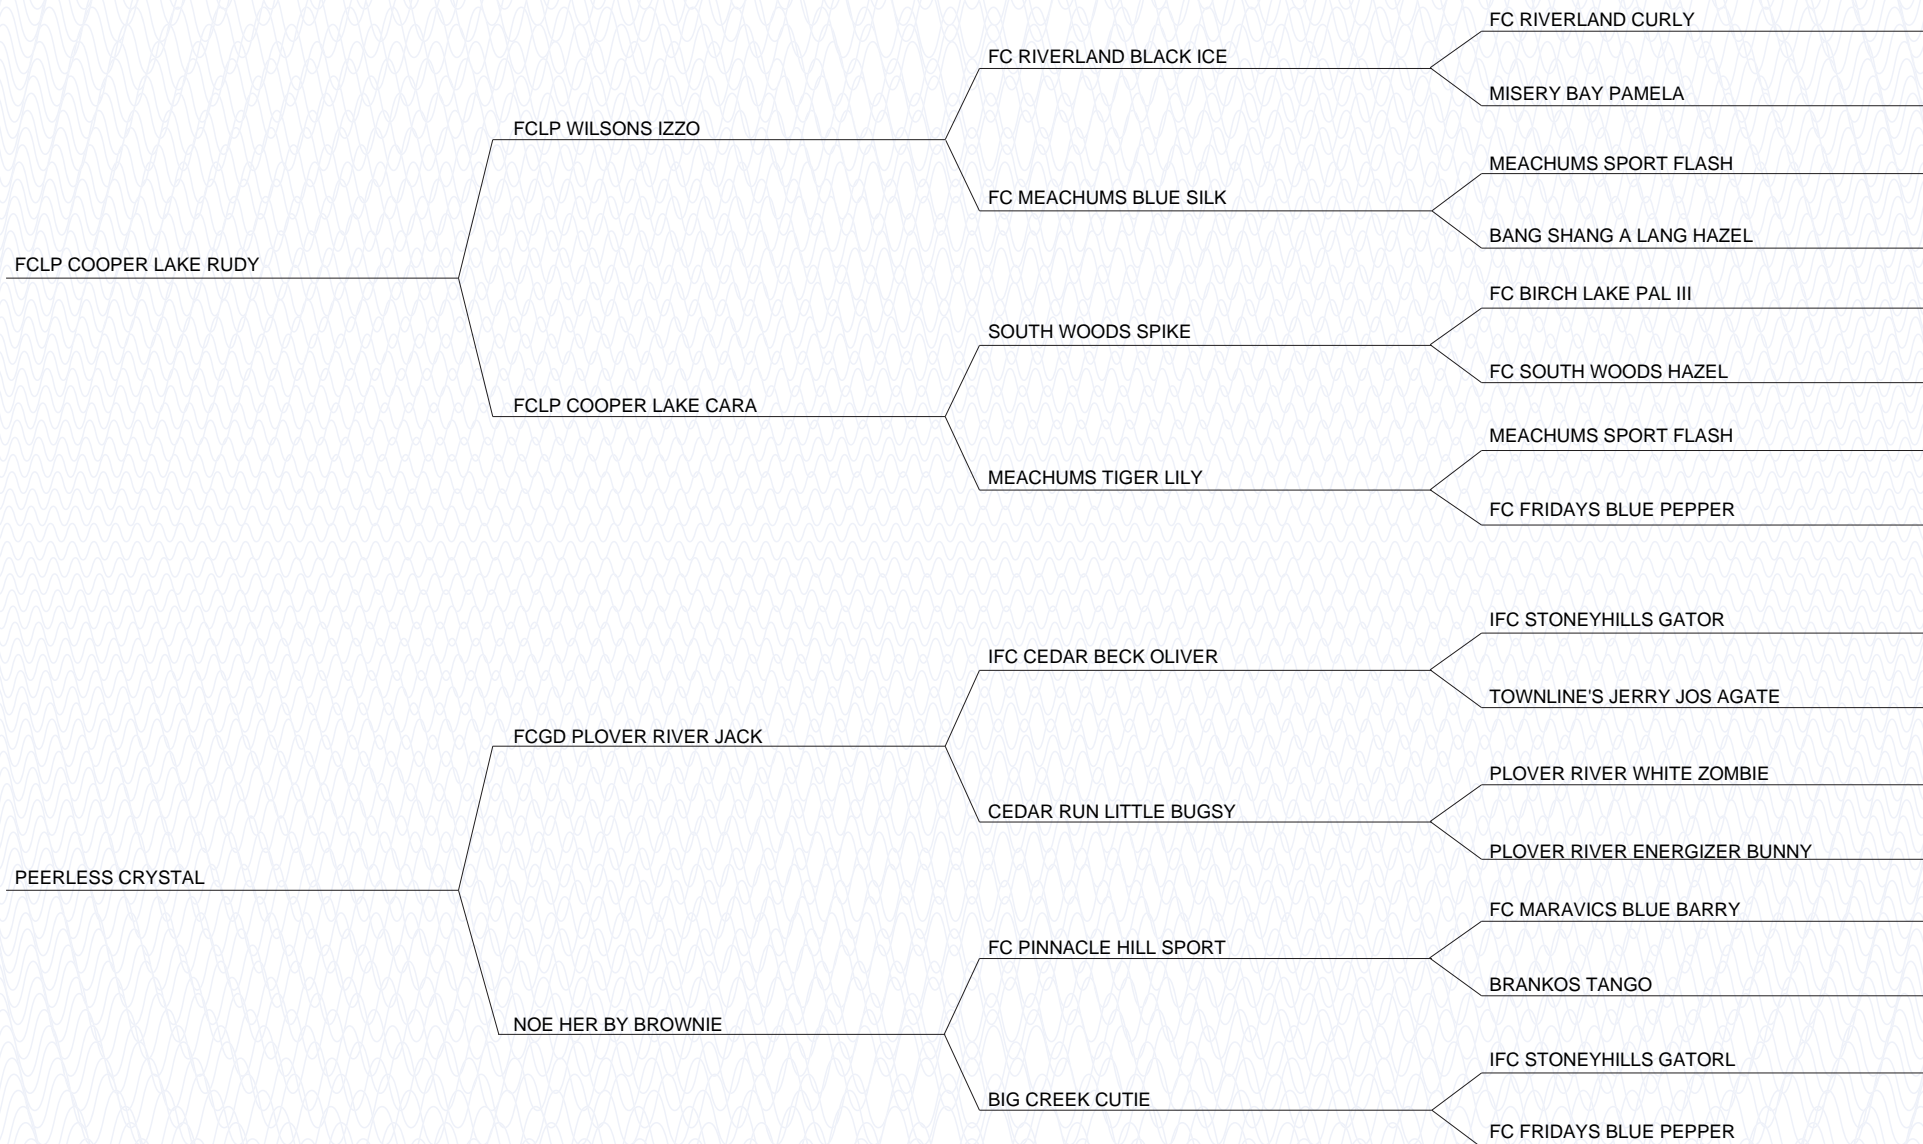 FCLP COOPER LAKE RUDY
FCLP WILSONS IZZO
FC RIVERLAND BLACK ICE
FC RIVERLAND CURLY
MISERY BAY PAMELA
FC MEACHUMS BLUE SILK
MEACHUMS SPORT FLASH
BANG SHANG A LANG HAZEL
FCLP COOPER LAKE CARA
SOUTH WOODS SPIKE
FC BIRCH LAKE PAL III
FC SOUTH WOODS HAZEL
MEACHUMS TIGER LILY
MEACHUMS SPORT FLASH
FC FRIDAYS BLUE PEPPER
PEERLESS CRYSTAL
FCGD PLOVER RIVER JACK
IFC CEDAR BECK OLIVER
IFC STONEYHILLS GATOR
TOWNLINE'S JERRY JOS AGATE
CEDAR RUN LITTLE BUGSY
PLOVER RIVER WHITE ZOMBIE
PLOVER RIVER ENERGIZER BUNNY
NOE HER BY BROWNIE
FC PINNACLE HILL SPORT
FC MARAVICS BLUE BARRY
BRANKOS TANGO
BIG CREEK CUTIE
IFC STONEYHILLS GATORL
FC FRIDAYS BLUE PEPPER